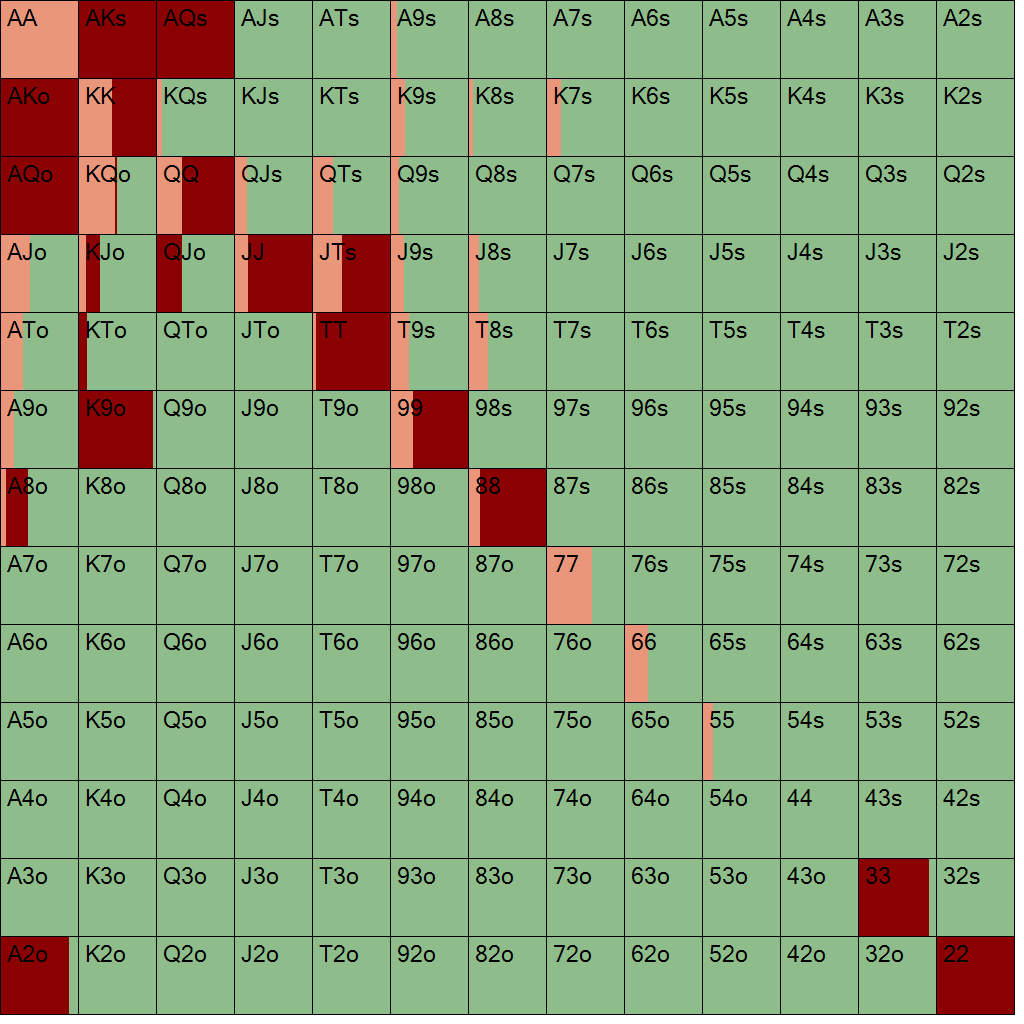 AA AKs AQs AJs ATs A9s A8s A7s A6s A5s A4s A3s A2s
AKo KK KQs KJs KTs K9s K8s K7s K6s K5s K4s K3s K2s
AQo KQo QQ QJs QTs Q9s Q8s Q7s Q6s Q5s Q4s Q3s Q2s
AJo KJo QJo JJ JTs J9s J8s J7s J6s J5s J4s J3s J2s
ATo KTo QTo JTo TT T9s T8s T7s T6s T5s T4s T3s T2s
A9o K9o Q9o J9o T9o 99 98s 97s 96s 95s 94s 93s 92s
A8o K8o Q8o J8o T8o 98o 88 87s 86s 85s 84s 83s 82s
A7o K7o Q7o J7o T7o 97o 87o 77 76s 75s 74s 73s 72s
A6o K6o Q6o J6o T6o 96o 86o 76o 66 65s 64s 63s 62s
A5o K5o Q5o J5o T5o 95o 85o 75o 65o 55 54s 53s 52s
A4o K4o Q4o J4o T4o 94o 84o 74o 64o 54o 44 43s 42s
A3o K3o Q3o J3o T3o 93o 83o 73o 63o 53o 43o 33 32s
A2o K2o Q2o J2o T2o 92o 82o 72o 62o 52o 42o 32o 22